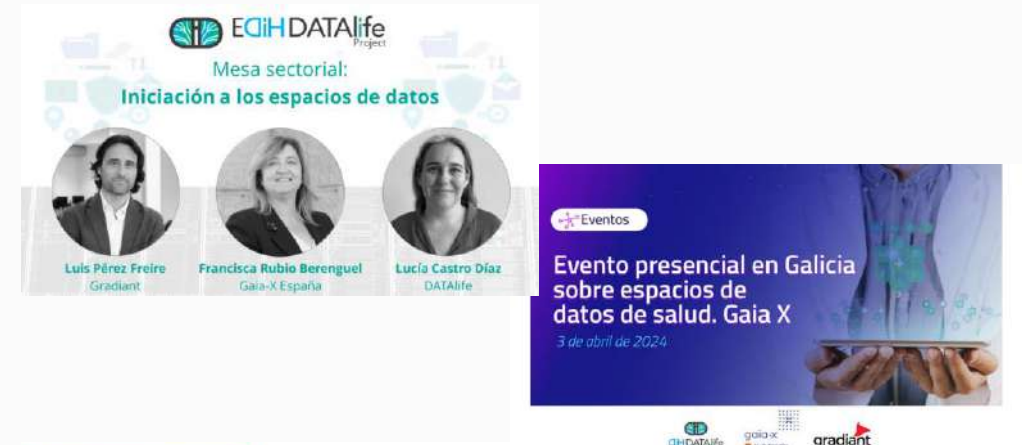 EDiH DATAlife
Project
Mesa sectorial:
Iniciación a los espacios de datos
Luis Pérez Freire
Gradiant
Francisca Rubio Berenguel
Gaia-X España
Lucía Castro Díaz
DATAlife
Eventos
Evento presencial en Galicia
sobre espacios de
datos de salud. Gaia X
3 de abril de 2024
EDiHDATAlife
gaia-x
gradiant